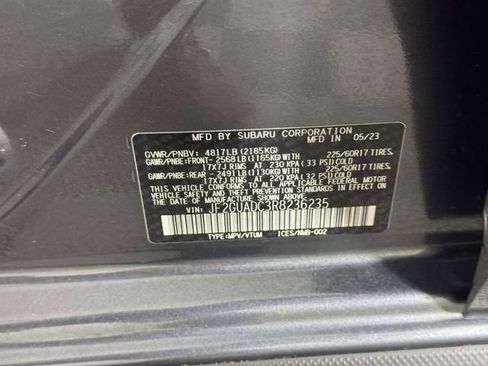 MFD BY SUBARU CORPORATION
MFD IN 05/23
GVWR/PNBV: 4817LB (2185KG)
GAWR/PNBE: FRONT- 2568LB (1165KG) WITH 225/60R17 TIRES,
17X7J RIMS AT 230 KPA ( 33 PSI) COLD
GAWR/PNBE: REAR - 2491LB (1130KG) WITH 225/60R17 TIRES,
17X7J RIMS AT 220 KPA ( 32 PSI) COLD
THIS VEHICLE CONFORMS TO ALL APPLICABLE FEDERAL MOTOR VEHICLE
SAFETY AND THEFT PREVENTION STANDARDS IN EFFECT ON
THE DATE OF MANUFACTURE SHOWN ABOVE.
VIN: JF2GUADC3R8236235
TYPE:MPV/VTUM ICES/NMB-002